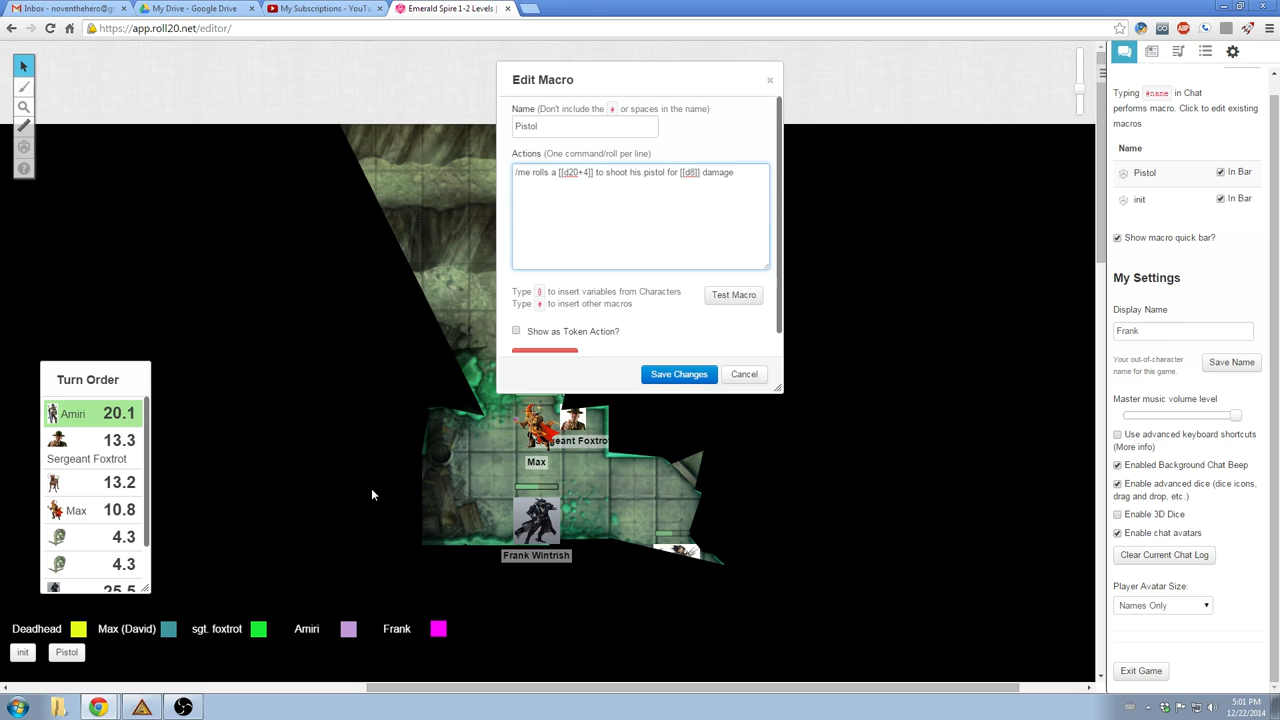 Inbox - noventhehero@g
My Drive - Google Drive
My Subscriptions - YouTu
Emerald Spire 1-2 Levels |
https://app.roll20.net/editor/
Edit Macro
Name (Don't include the # or spaces in the name)
Pistol
Actions (One command/roll per line)
/me rolls a [[d20+4]] to shoot his pistol for [[d8]] damage
Type @ to insert variables from Characters
Type # to insert other macros
Test Macro
Show as Token Action?
Save Changes
Cancel
Typing #name in Chat
performs macro. Click to edit existing
macros
Name
Pistol
In Bar
init
In Bar
Show macro quick bar?
My Settings
Display Name
Frank
Your out-of-character
name for this game.
Save Name
Master music volume level
Use advanced keyboard shortcuts
(More info)
Enabled Background Chat Beep
Enable advanced dice (dice icons,
drag and drop, etc.)
Enable 3D Dice
Enable chat avatars
Clear Current Chat Log
Player Avatar Size:
Names Only
Exit Game
Turn Order
Amiri 20.1
13.3
Sergeant Foxtrot
13.2
Max 10.8
4.3
4.3
25.5
geant Foxtro
Max
Frank Wintrish
Deadhead
Max (David)
sgt. foxtrot
Amiri
Frank
init
Pistol
5:01 PM
12/22/2014